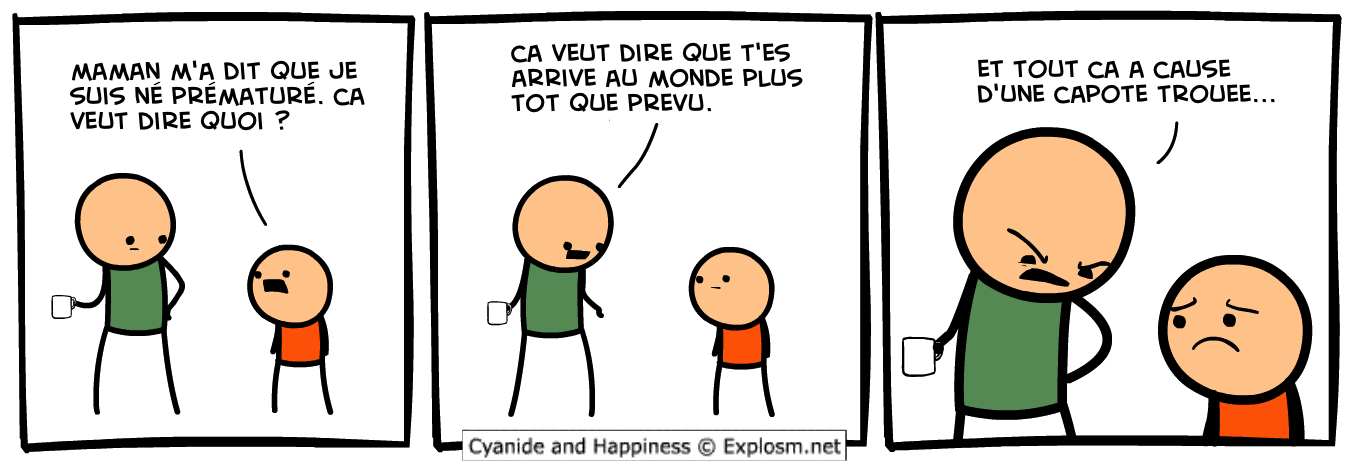 MAMAN M'A DIT QUE JE
SUIS NÉ PRÉMATURÉ. CA
VEUT DIRE QUOI ?
CA VEUT DIRE QUE T'ES
ARRIVE AU MONDE PLUS
TOT QUE PREVU.
ET TOUT CA A CAUSE
D'UNE CAPOTE TROUEE...
Cyanide and Happiness © Explosm.net